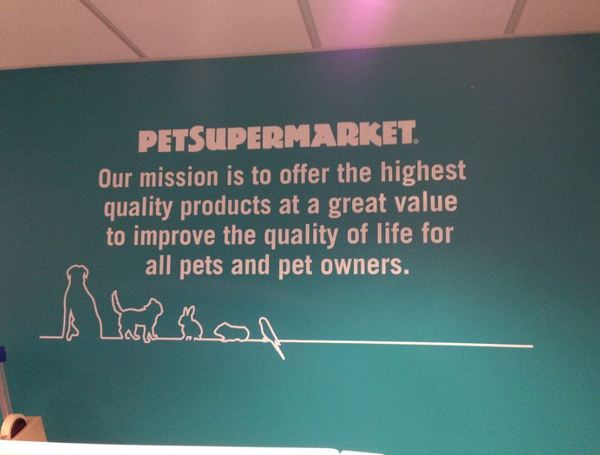 PETSUPERMARKET.
Our mission is to offer the highest
quality products at a great value
to improve the quality of life for
all pets and pet owners.